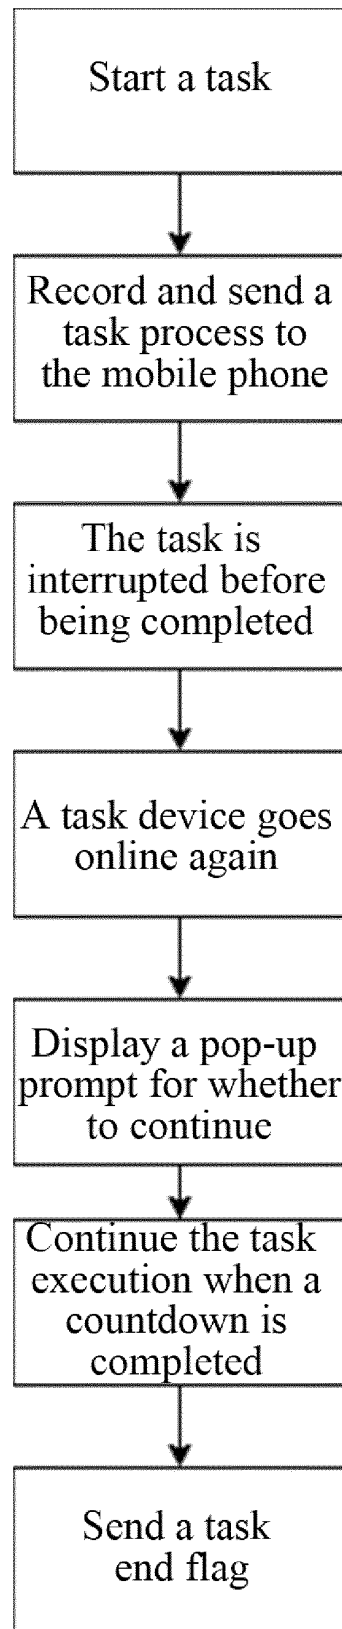 Start a task
Record and send a
task process to
the mobile phone
The task is
interrupted before
being completed
A task device goes
online again
Display a pop-up
prompt for whether
to continue
Continue the task
execution when a
countdown is
completed
Send a task
end flag